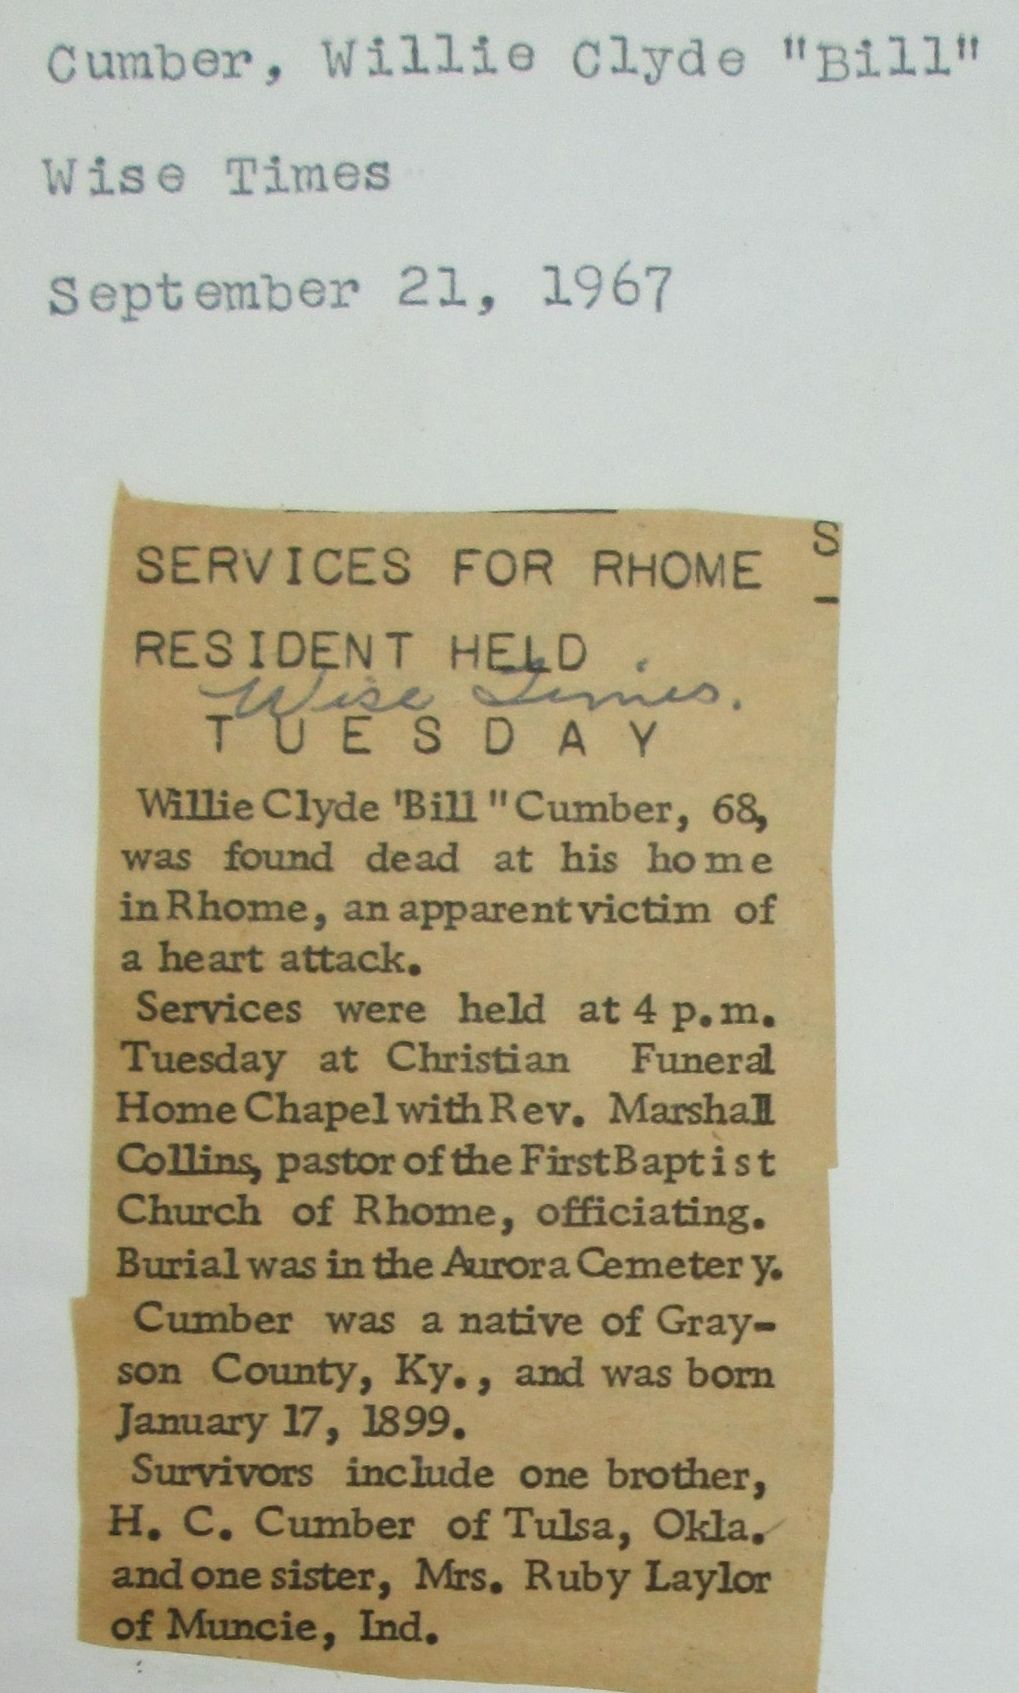 Cumber, Willie Clyde "Bill"
Wise Times
September 21, 1967
S
SERVICES FOR RHOME
RESIDENT HELD
Wise Times.
TUESDAY
Willie Clyde 'Bill" Cumber, 68,
was found dead at his home
in Rhome, an apparent victim of
a heart attack.
Services were held at 4 p.m.
Tuesday at Christian Funeral
Home Chapel with Rev. Marshall
Collins, pastor of the First Baptist
Church of Rhome, officiating.
Burial was in the Aurora Cemetery.
Cumber was a native of Gray-
son County, Ky., and was born
January 17, 1899.
Survivors include one brother,
H. C. Cumber of Tulsa, Okla.
and one sister, Mrs. Ruby Laylor
of Muncie, Ind.